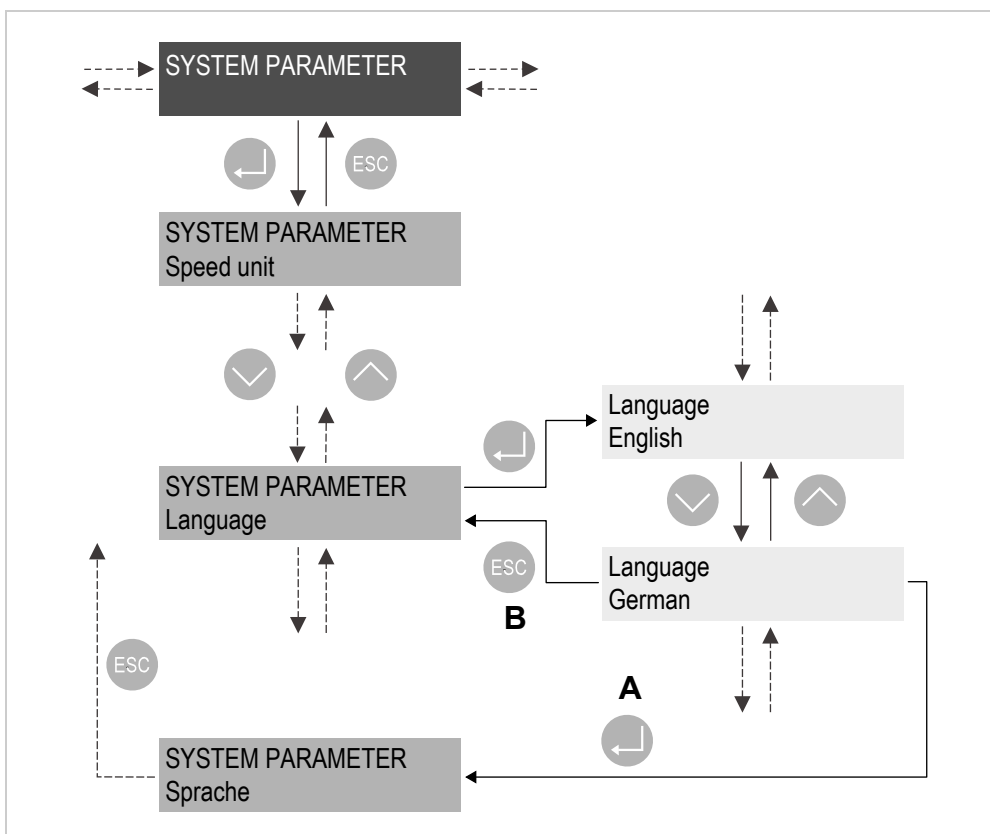 SYSTEM PARAMETER
ESC
SYSTEM PARAMETER
Speed unit
Language
English
SYSTEM PARAMETER
Language
ESC
B
Language
German
ESC
A
SYSTEM PARAMETER
Sprache